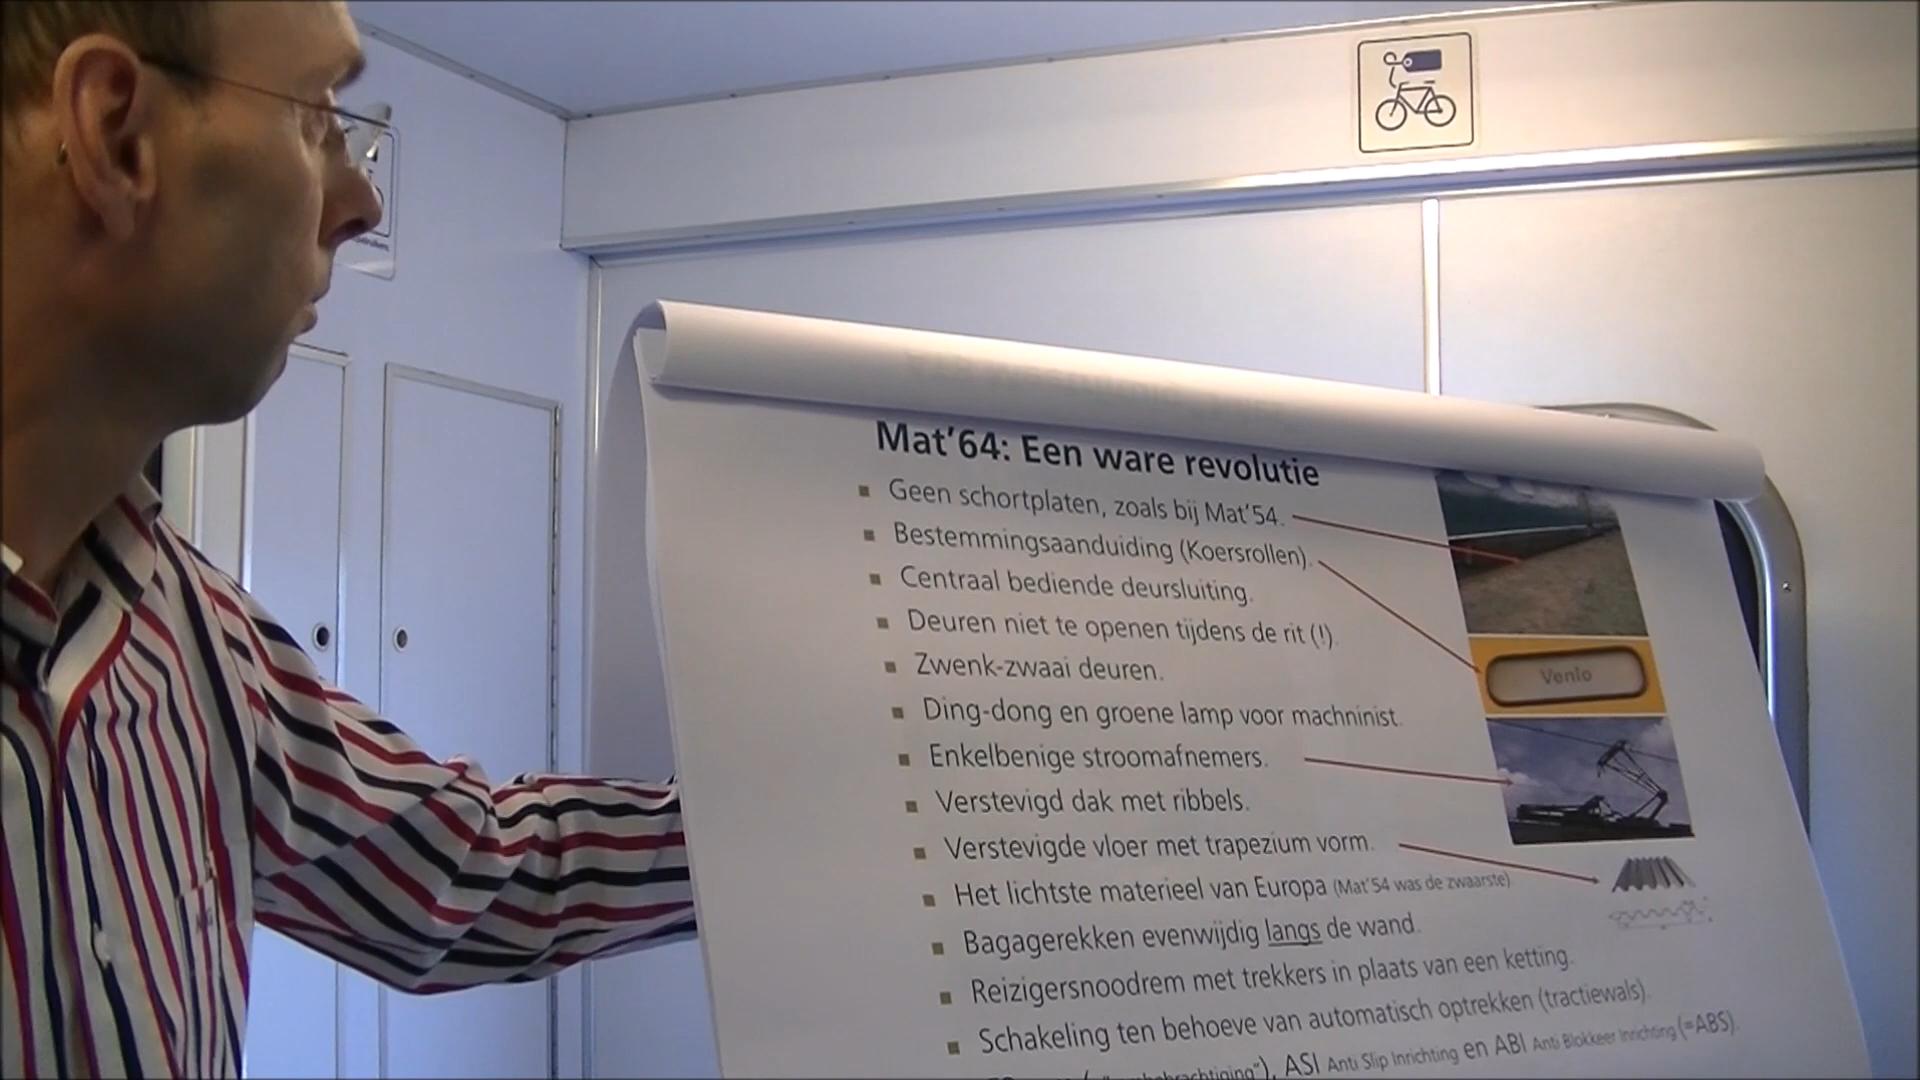 Mat'64: Een ware revolutie
Geen schortplaten, zoals bij Mat'54.
Bestemmingsaanduiding (Koersrollen).
Centraal bediende deursluiting.
Deuren niet te openen tijdens de rit (!).
Zwenk-zwaai deuren.
Venlo
Ding-dong en groene lamp voor machninist.
Enkelbenige stroomafnemers.
Verstevigd dak met ribbels.
Verstevigde vloer met trapezium vorm.
Het lichtste materieel van Europa (Mat'54 was de zwaarste)
Bagagerekken evenwijdig langs de wand.
Reizigersnoodrem met trekkers in plaats van een ketting.
Schakeling ten behoeve van automatisch optrekken (tractiewals).
ASI Anti Slip Inrichting en ABI Anti Blokkeer Inrichting (=ABS).